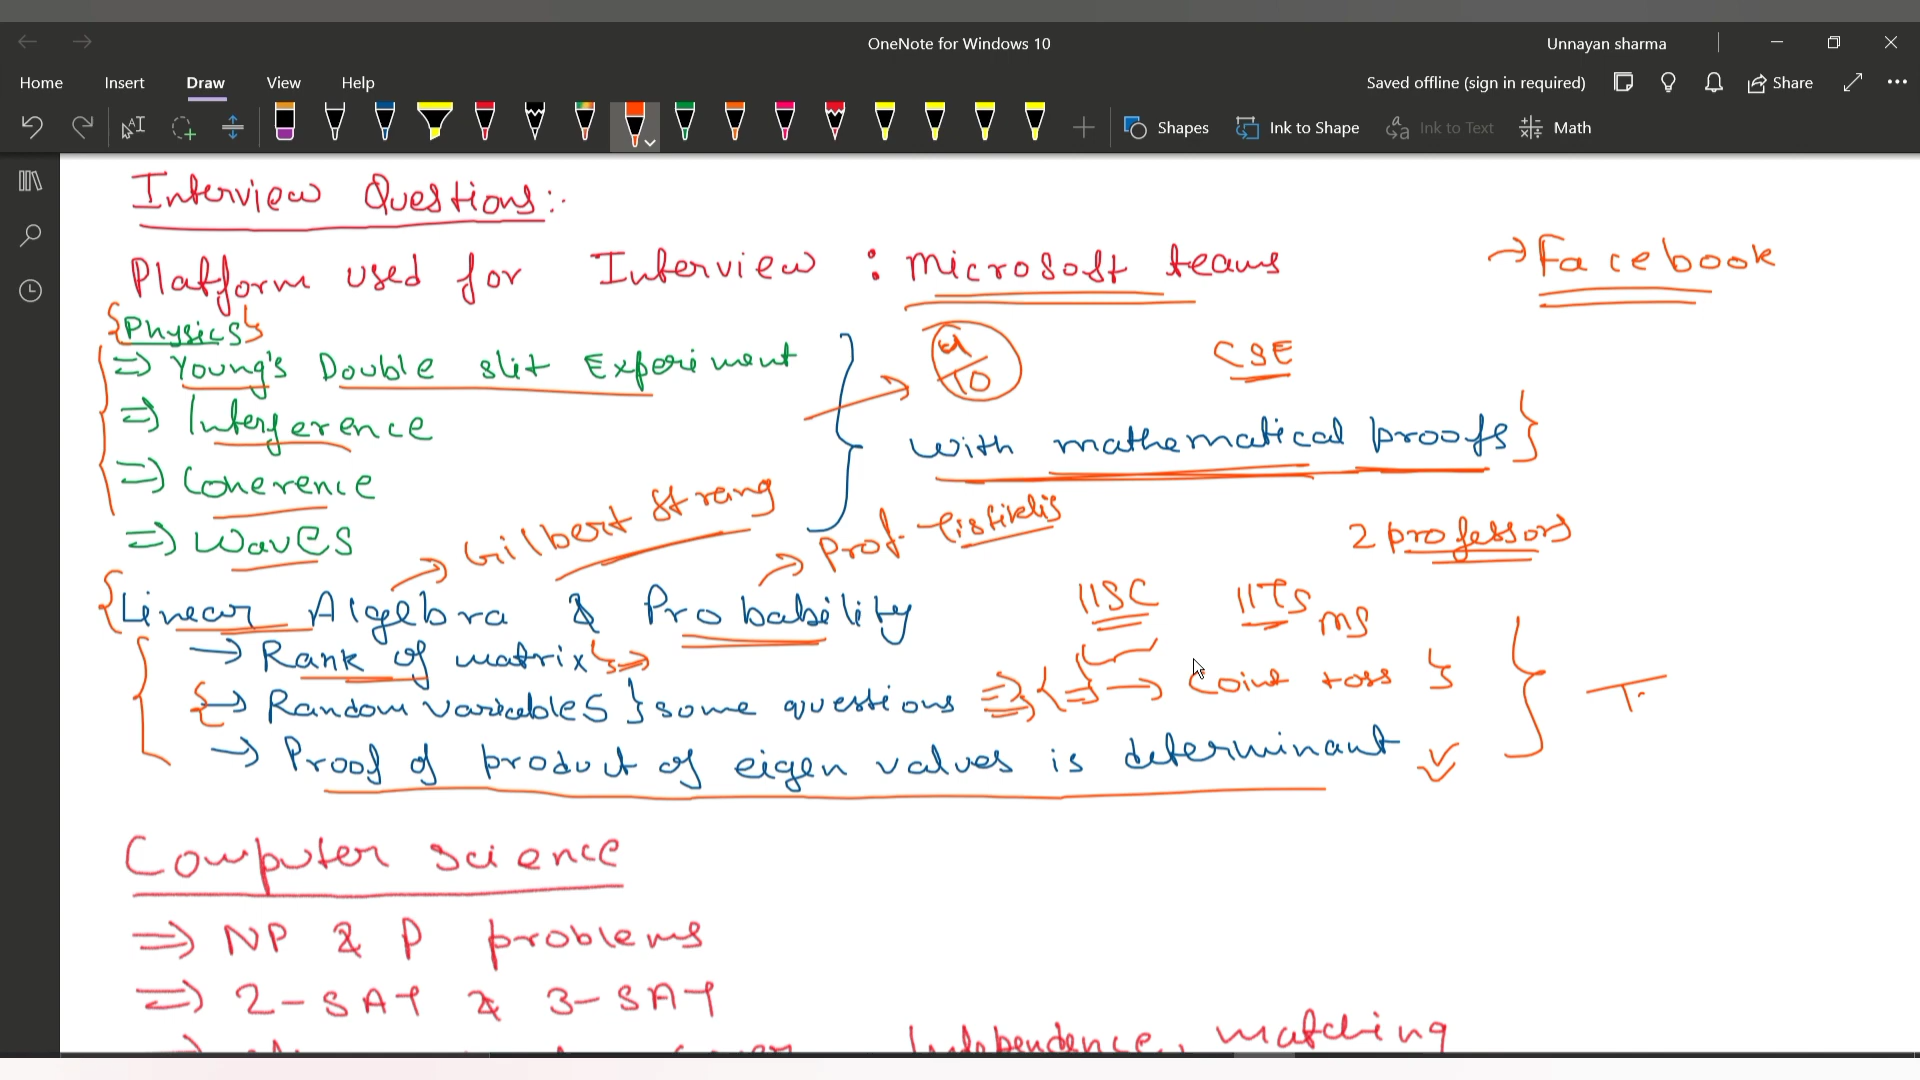 OneNote for Windows 10
Unnayan sharma
Home Insert Draw View Help
Saved offline (sign in required) Share
Shapes Ink to Shape Ink to Text Math
Interview Questions:-
Platform used for Interview : Microsoft teams
→ Facebook
{Physics}
⇒ Young's Double slit Experiment
9/10
CSE
⇒ Interference
with mathematical proofs}
⇒ Coherence
⇒ Waves
→ Gilbert Strang
→ Prof.
2 professors
{Linear Algebra & Probability
IISC IITS MS
→ Rank of matrix
→ Random variables } some questions ⇒ { ⇒ → Coint toss }
→ Proof of product of eigen values is determinant
Computer science
⇒ NP & P problems
⇒ 2-SAT & 3-SAT
Independence, matching